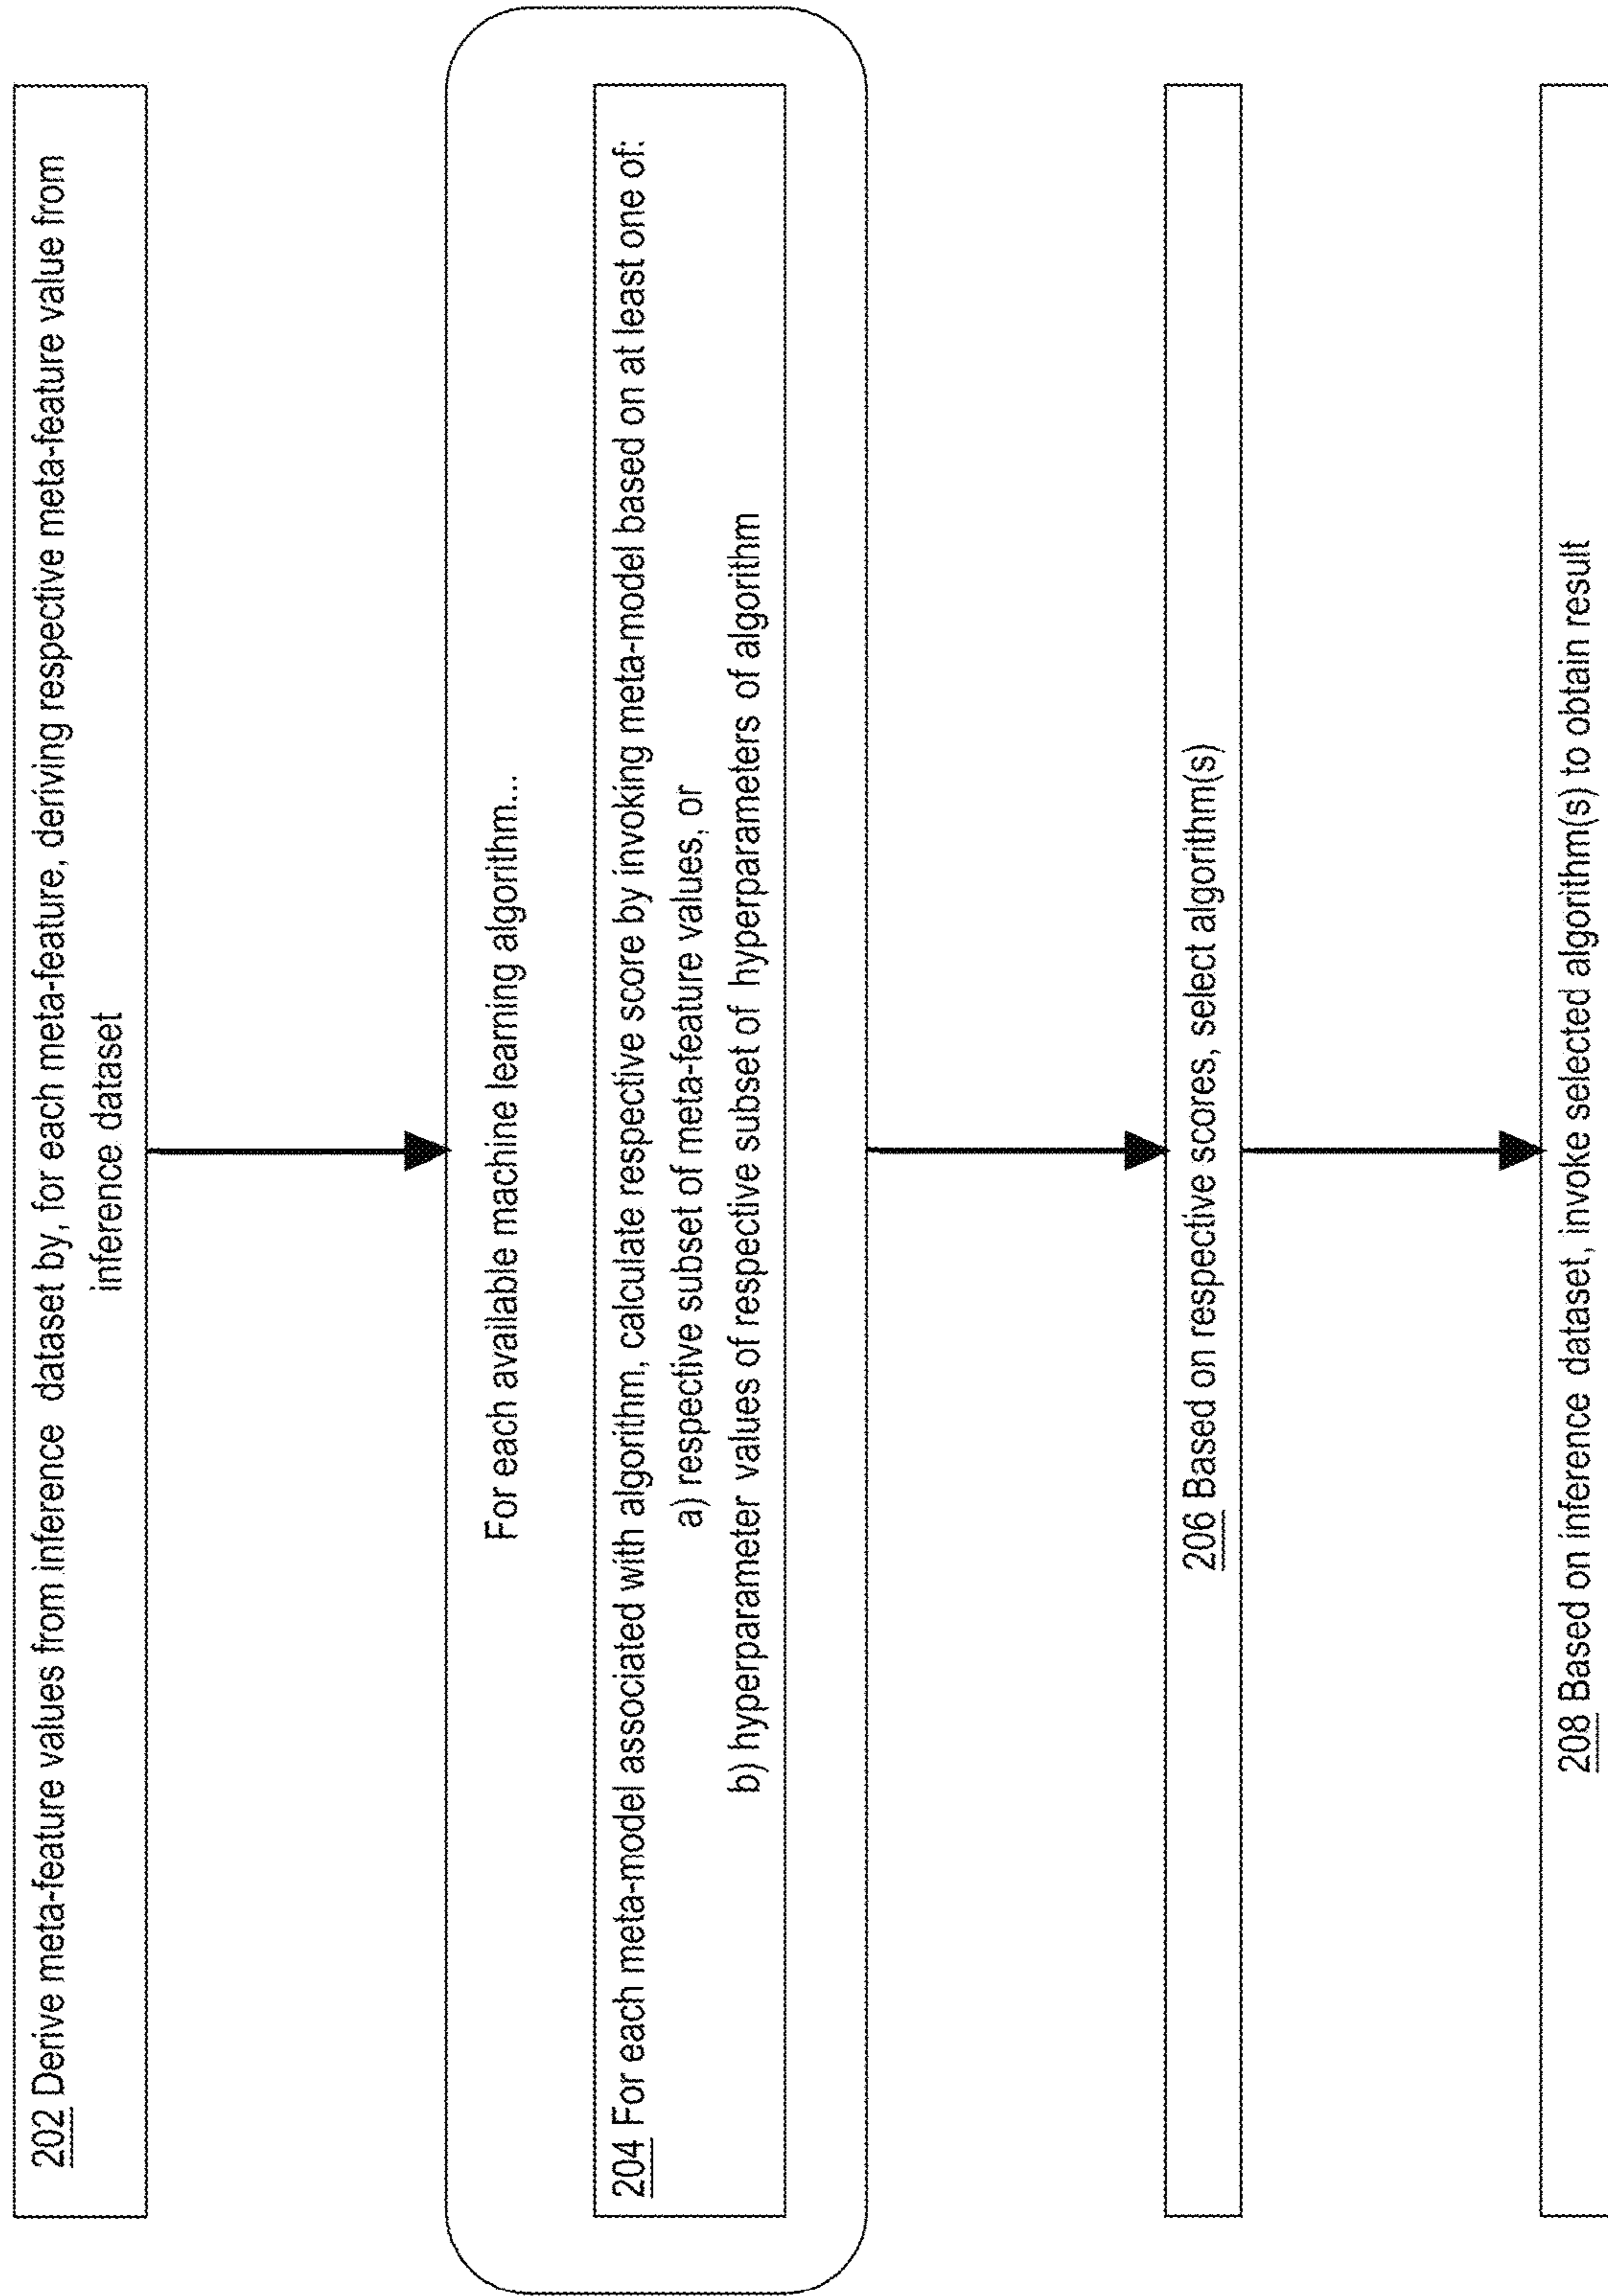 202 Derive meta-feature values from inference dataset by, for each meta-feature, deriving respective meta-feature value from
inference dataset
For each available machine learning algorithm...
204 For each meta-model associated with algorithm, calculate respective score by invoking meta-model based on at least one of:
a) respective subset of meta-feature values, or
b) hyperparameter values of respective subset of hyperparameters of algorithm
206 Based on respective scores, select algorithm(s)
208 Based on inference dataset, invoke selected algorithm(s) to obtain result